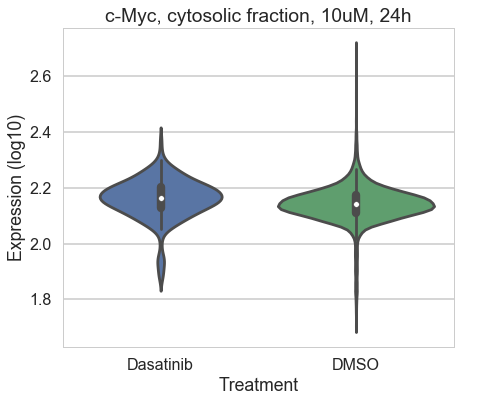 c-Myc, cytosolic fraction, 10uM, 24h
Expression (log10)
2.6
2.4
2.2
2.0
1.8
Dasatinib
DMSO
Treatment